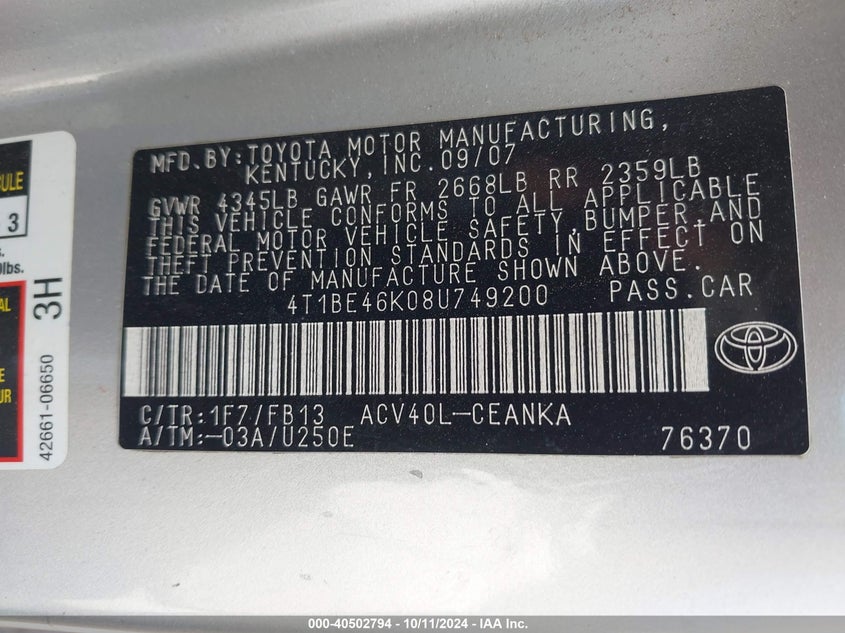 MFD.BY:TOYOTA MOTOR MANUFACTURING,
KENTUCKY,INC.09/07
GVWR 4345LB GAWR FR 2668LB RR 2359LB
THIS VEHICLE CONFORMS TO ALL APPLICABLE
FEDERAL MOTOR VEHICLE SAFETY,BUMPER,AND
THEFT PREVENTION STANDARDS IN EFFECT ON
THE DATE OF MANUFACTURE SHOWN ABOVE.
4T1BE46K08U749200 PASS.CAR
C/TR:1F7/FB13 ACV40L-CEANKA
A/TM:-03A/U250E 76370
3
lbs.
3H
42661-06650
000-40502794 - 10/11/2024 - IAA Inc.